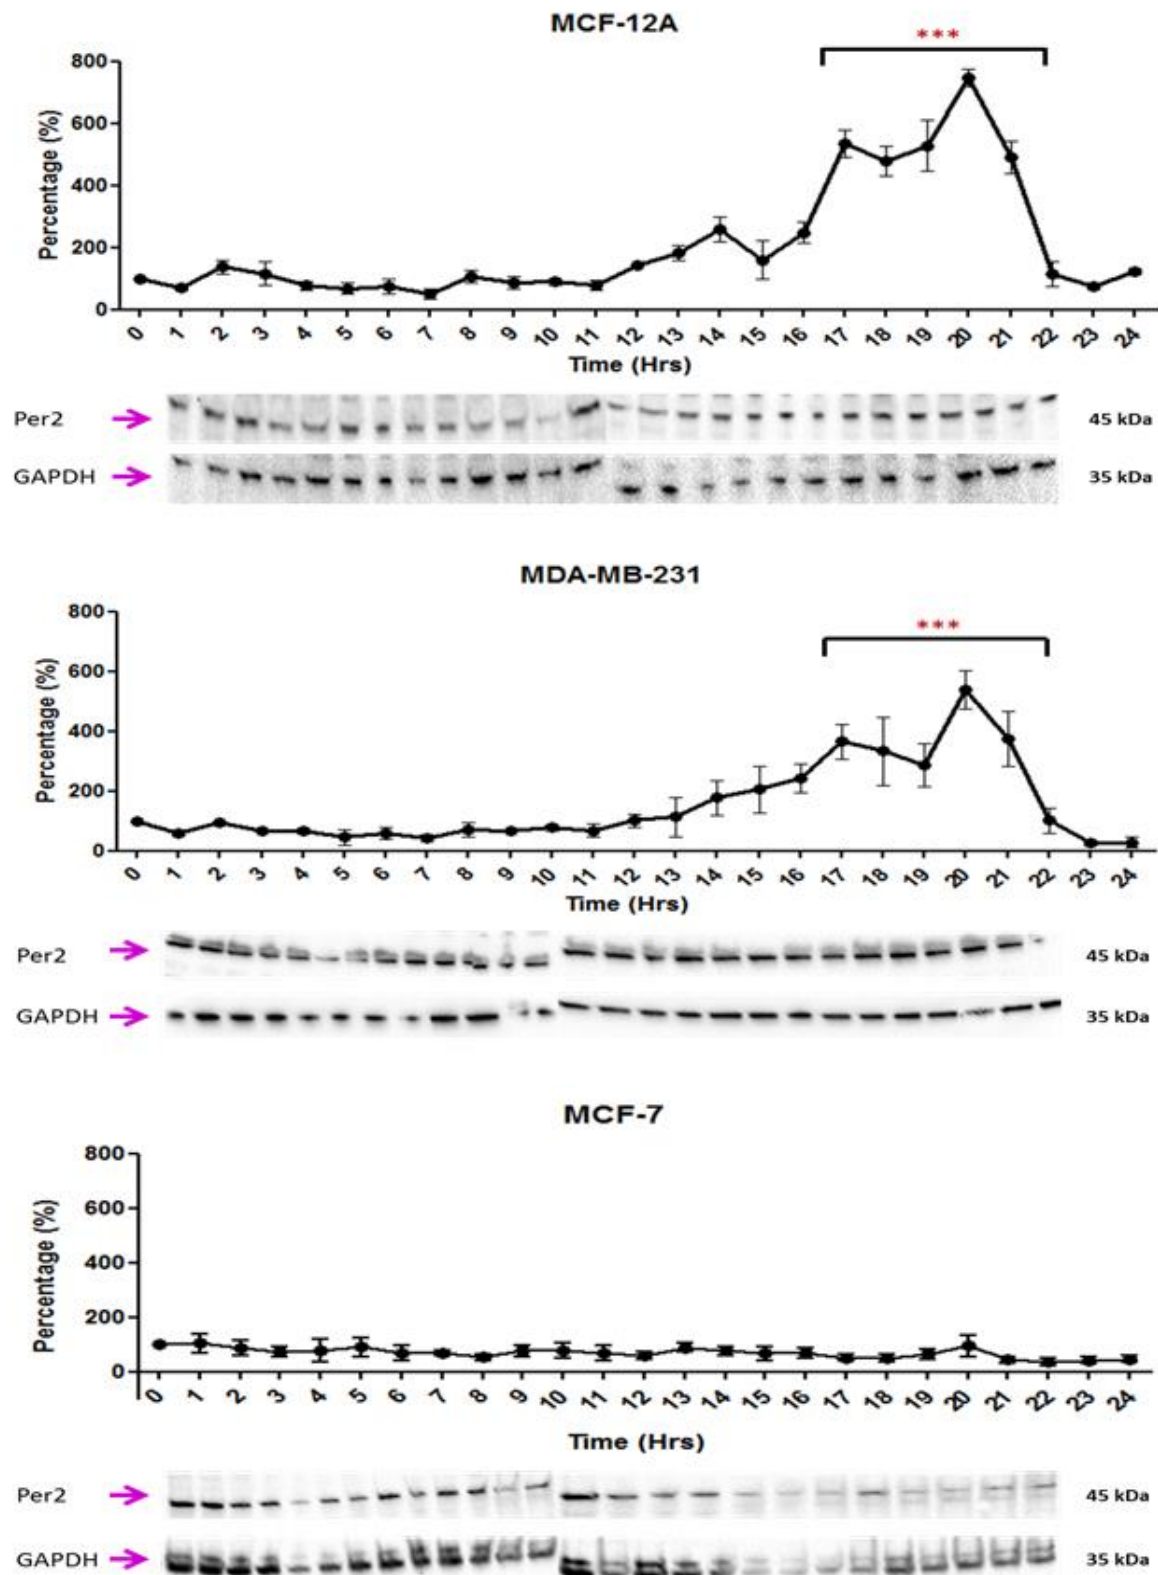 MCF-12A
***
800
600
400
200
0
Percentage (%)
0 1 2 3 4 5 6 7 8 9 10 11 12 13 14 15 16 17 18 19 20 21 22 23 24
Time (Hrs)
Per2 45 kDa
GAPDH 35 kDa
MDA-MB-231
***
800
600
400
200
0
Percentage (%)
0 1 2 3 4 5 6 7 8 9 10 11 12 13 14 15 16 17 18 19 20 21 22 23 24
Time (Hrs)
Per2 45 kDa
GAPDH 35 kDa
MCF-7
800
600
400
200
0
Percentage (%)
0 1 2 3 4 5 6 7 8 9 10 11 12 13 14 15 16 17 18 19 20 21 22 23 24
Time (Hrs)
Per2 45 kDa
GAPDH 35 kDa